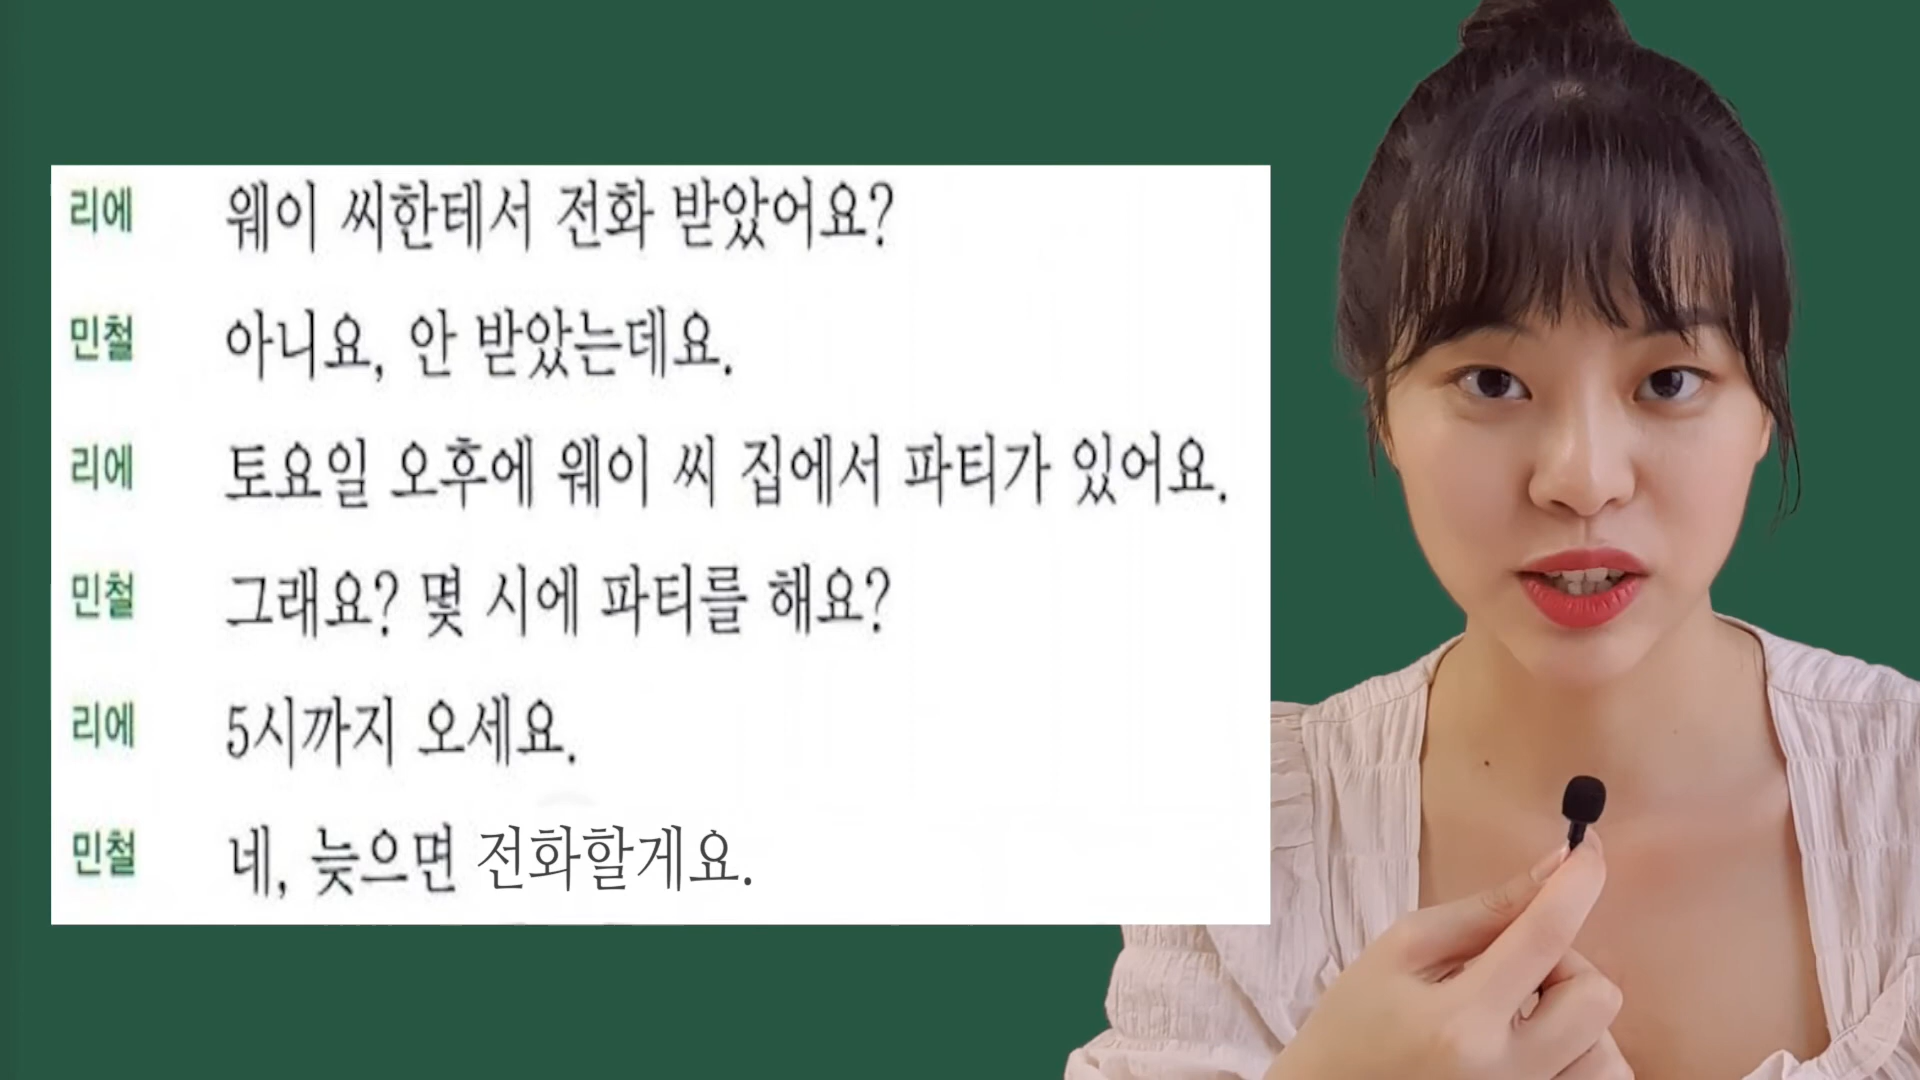 리에 웨이 씨한테서 전화 받았어요?
민철 아니요, 안 받았는데요.
리에 토요일 오후에 웨이 씨 집에서 파티가 있어요.
민철 그래요? 몇 시에 파티를 해요?
리에 5시까지 오세요.
민철 네, 늦으면 전화할게요.